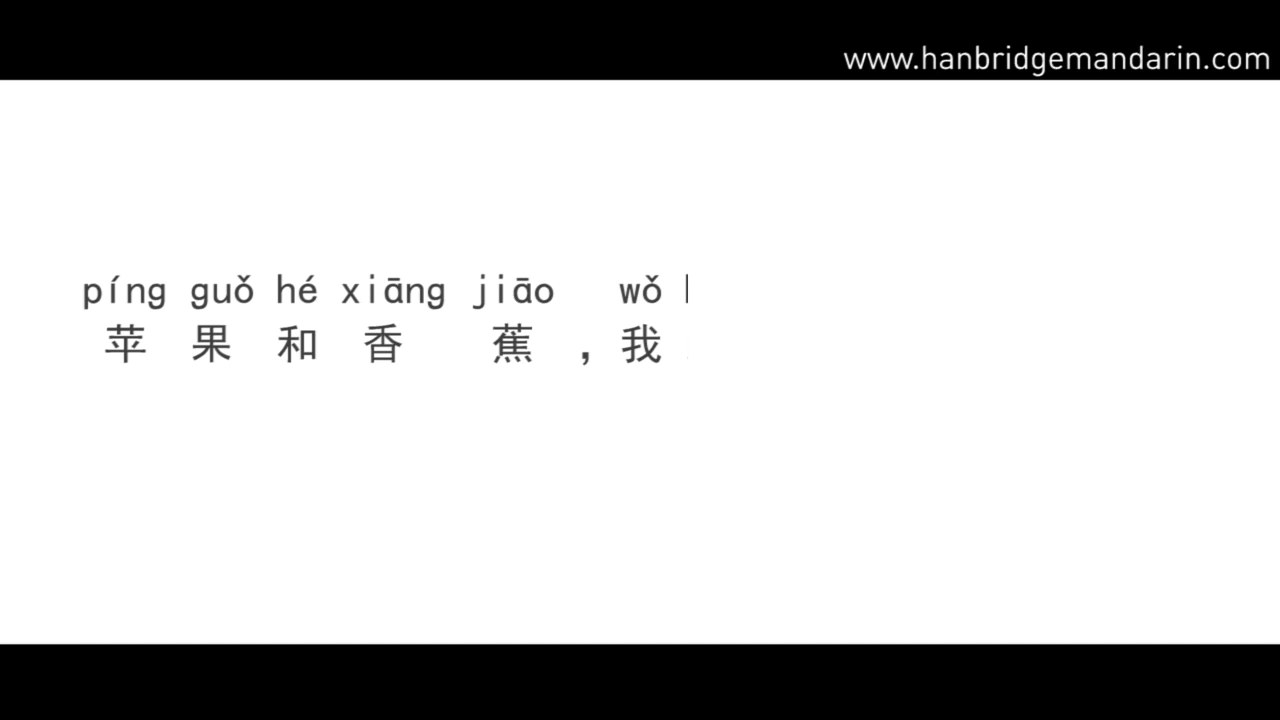 www.hanbridgemandarin.com
píng guǒ hé xiāng jiāo wǒ
苹果和香蕉，我